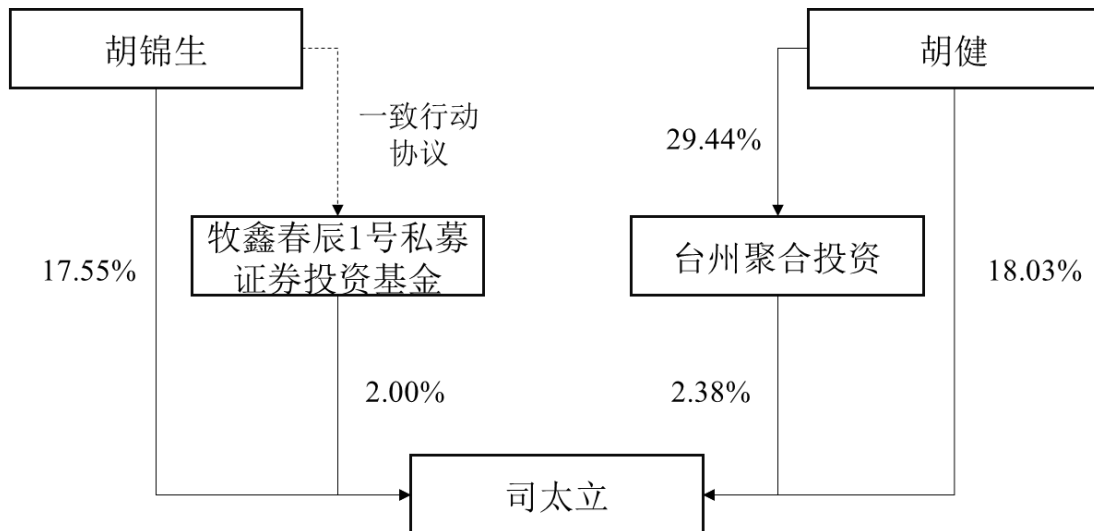 胡锦生
胡健
一致行动
协议
29.44%
牧鑫春辰1号私募
证券投资基金
台州聚合投资
17.55%
18.03%
2.00%
2.38%
司太立